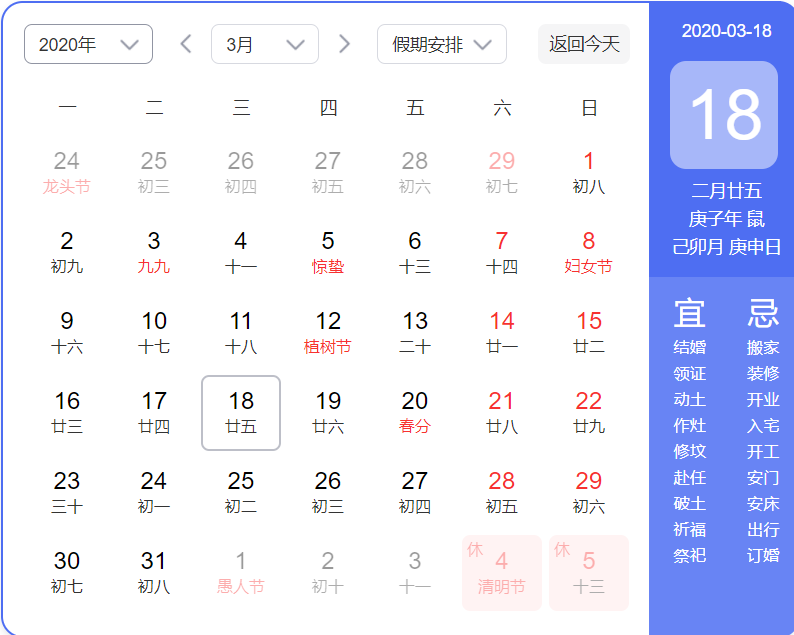 2020年 3月 假期安排 返回今天
一 二 三 四 五 六 日
24 25 26 27 28 29 1
龙头节 初三 初四 初五 初六 初七 初八
2 3 4 5 6 7 8
初九 九九 十一 惊蛰 十三 十四 妇女节
9 10 11 12 13 14 15
十六 十七 十八 植树节 二十 廿一 廿二
16 17 18 19 20 21 22
廿三 廿四 廿五 廿六 春分 廿八 廿九
23 24 25 26 27 28 29
三十 初一 初二 初三 初四 初五 初六
30 31 1 2 3 休 4 休 5
初七 初八 愚人节 初十 十一 清明节 十三
2020-03-18
18
二月廿五
庚子年 鼠
己卯月 庚申日
宜 忌
结婚 搬家
领证 装修
动土 开业
作灶 入宅
修坟 开工
赴任 安门
破土 安床
祈福 出行
祭祀 订婚